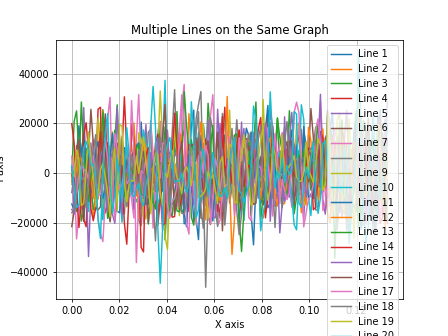 Multiple Lines on the Same Graph
40000
20000
0
−20000
−40000
0.00
0.02
0.04
0.06
0.08
0.10
X axis
Line 1
Line 2
Line 3
Line 4
Line 5
Line 6
Line 7
Line 8
Line 9
Line 10
Line 11
Line 12
Line 13
Line 14
Line 15
Line 16
Line 17
Line 18
Line 19
Line 20